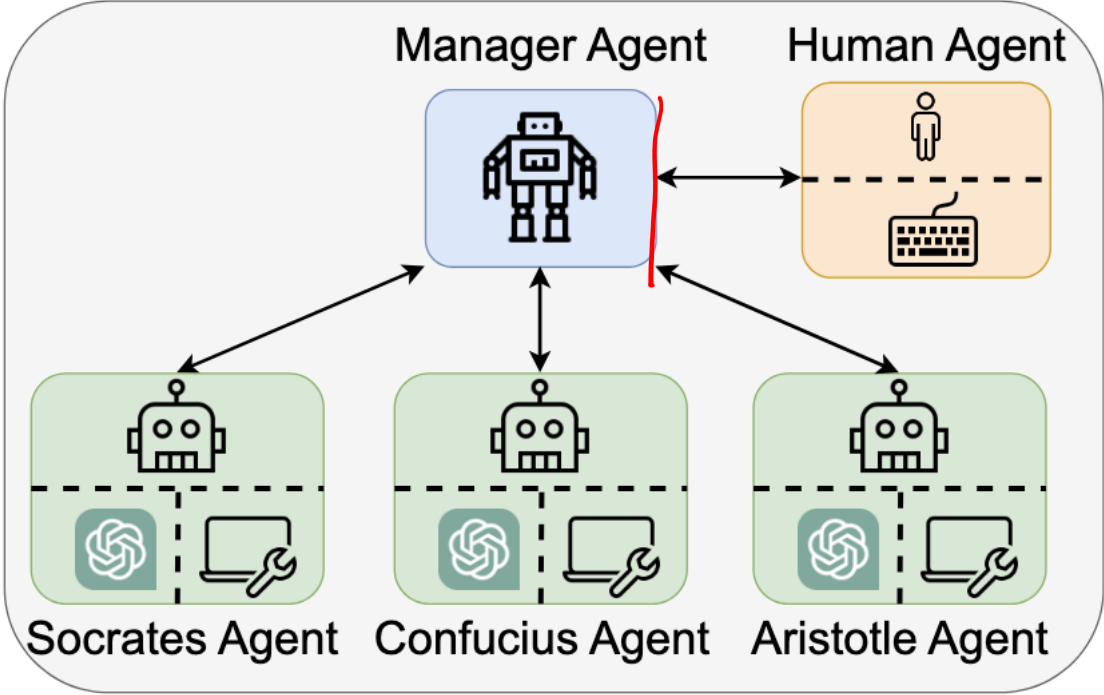 Manager Agent
Human Agent
Socrates Agent
Confucius Agent
Aristotle Agent